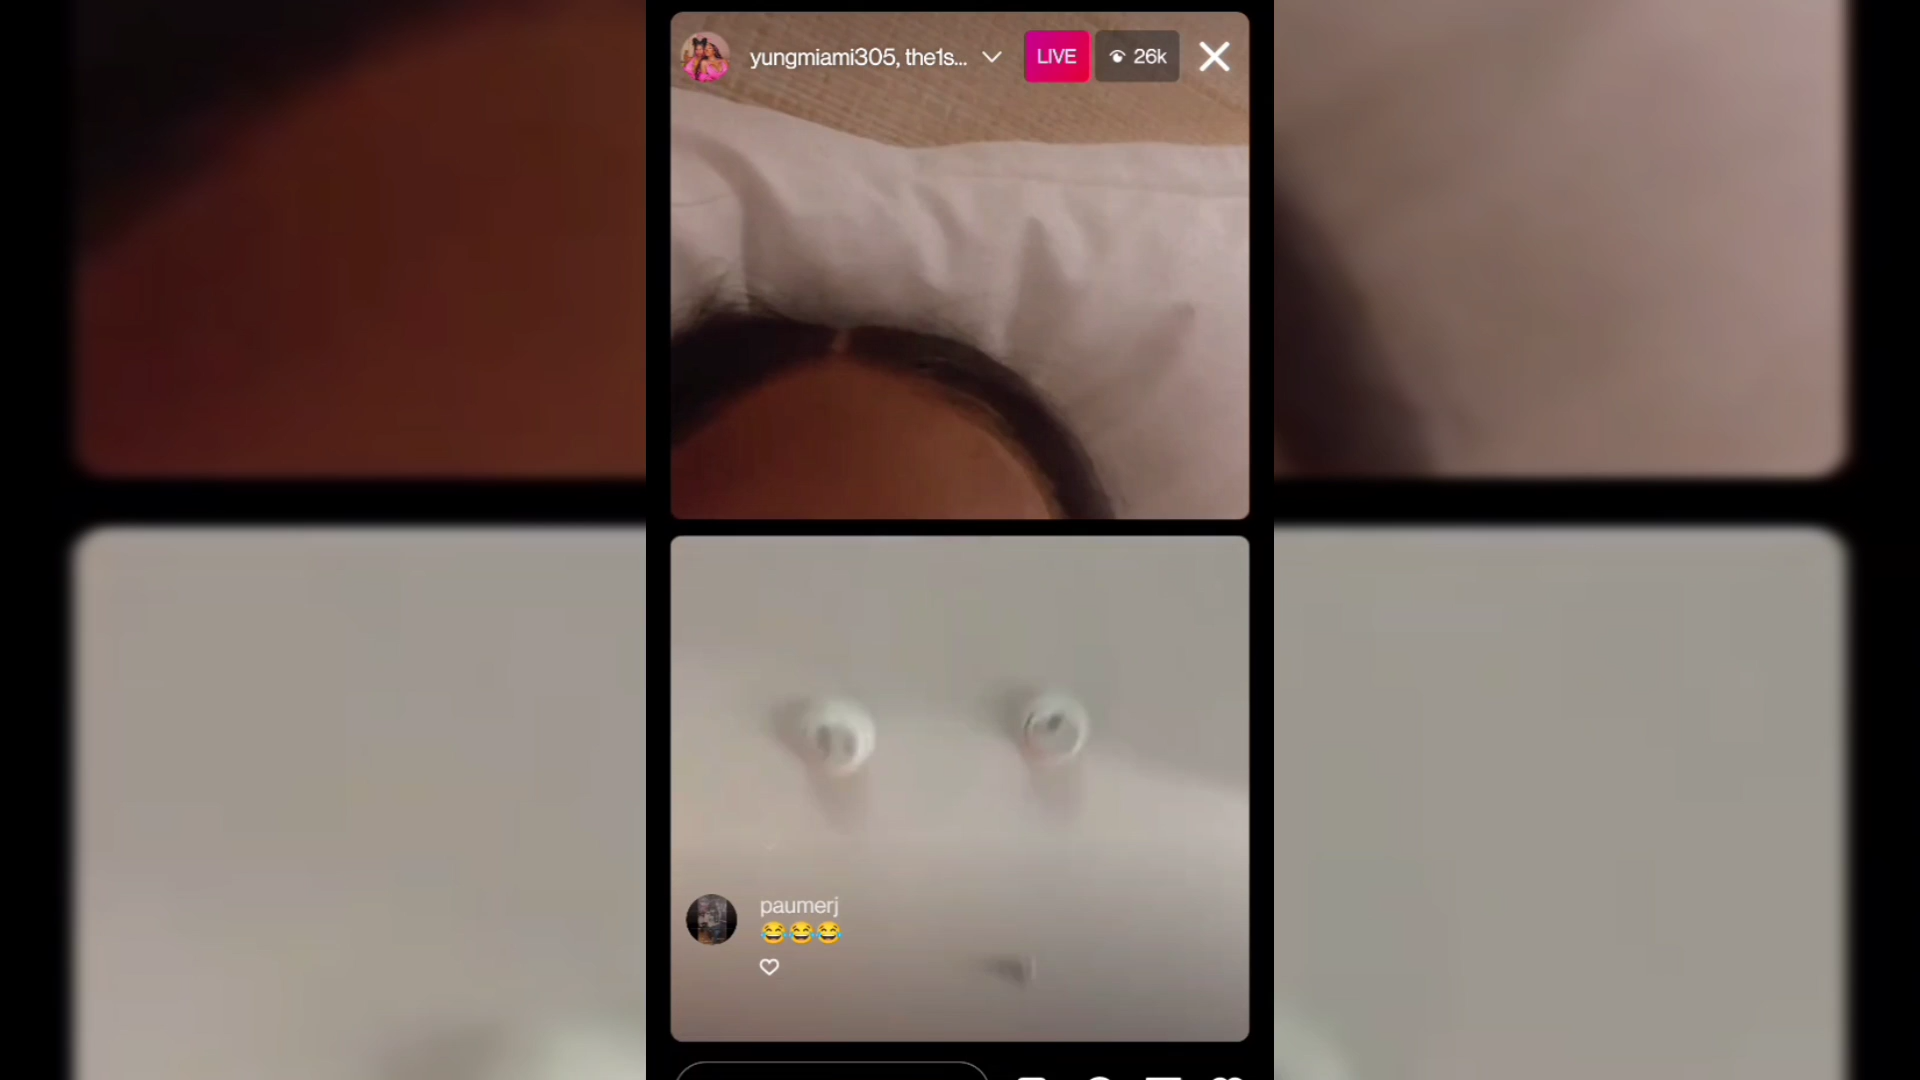 yungmiami305, the1s...
LIVE
26k
paumerj
😂😂😂